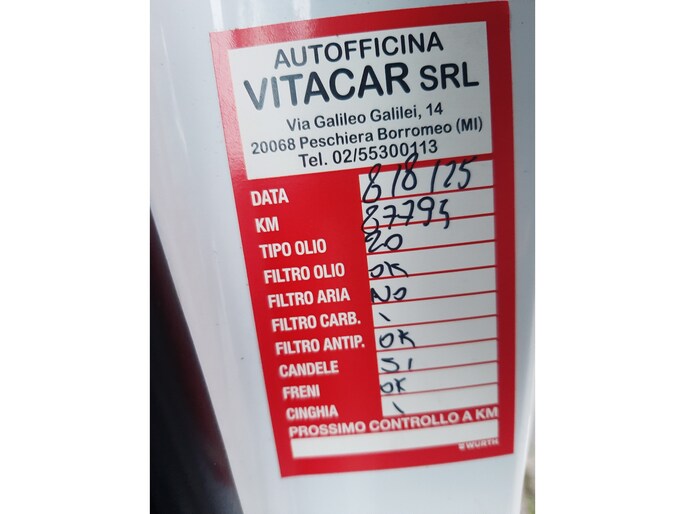 AUTOFFICINA
VITACAR SRL
Via Galileo Galilei, 14
20068 Peschiera Borromeo (MI)
Tel. 02/55300113
DATA 8/8/25
KM
TIPO OLIO 20
FILTRO OLIO OK
FILTRO ARIA NO
FILTRO CARB. \
FILTRO ANTIP. OK
CANDELE SI
FRENI OK
CINGHIA \
PROSSIMO CONTROLLO A KM
WÜRTH